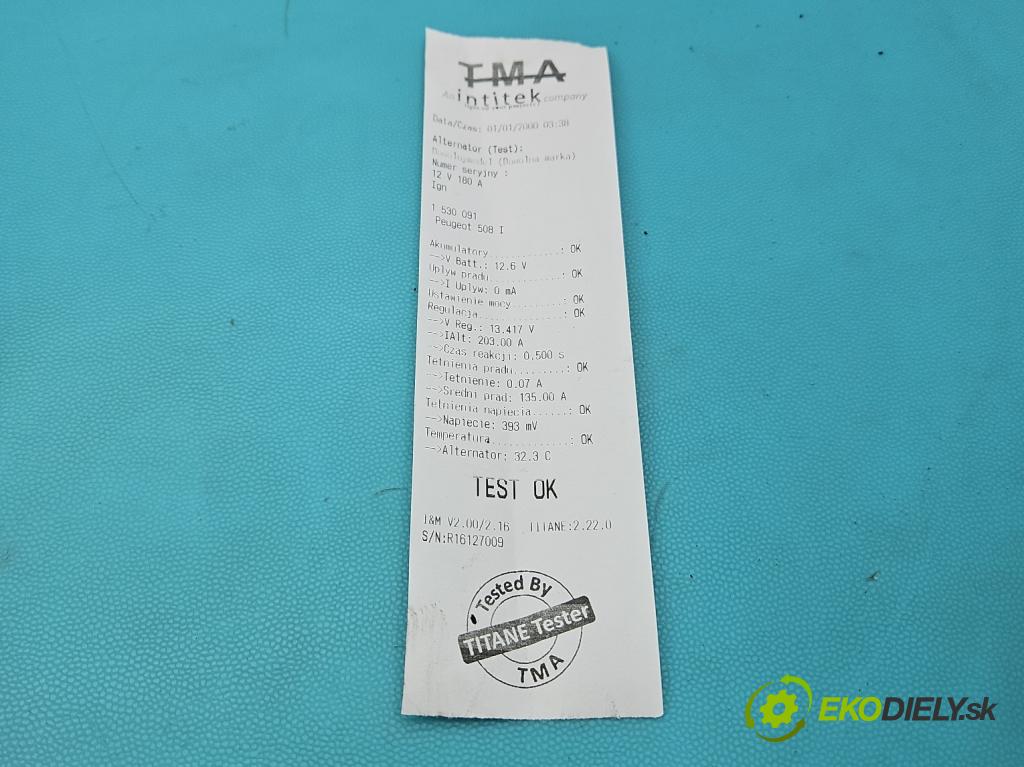 TMA
An intitek company
Data/Czas: 01/01/2000 03:38
Alternator (Test):
(Dowolna marka)
Numer seryjny :
12 V 180 A
Ign
1 530 091
Peugeot 508 I
Akumulatory............: OK
-->V Batt.: 12.6 V
Uplyw pradu............: OK
-->I Uplyw: 0 mA
Ustawienie mocy........: OK
Regulacja..............: OK
-->V Reg.: 13.417 V
-->IAlt: 203.00 A
-->Czas reakcji: 0,500 s
Tetnienia pradu........: OK
-->Tetnienie: 0.07 A
-->Sredni prad: 135.00 A
Tetnienia napiecia.....: OK
-->Napiecie: 393 mV
Temperatura............: OK
-->Alternator: 32.3 C
TEST OK
I&M V2.00/2.16 TITANE:2.22.0
S/N:R16127009
Tested By
TITANE Tester
TMA
EKODIELY.sk